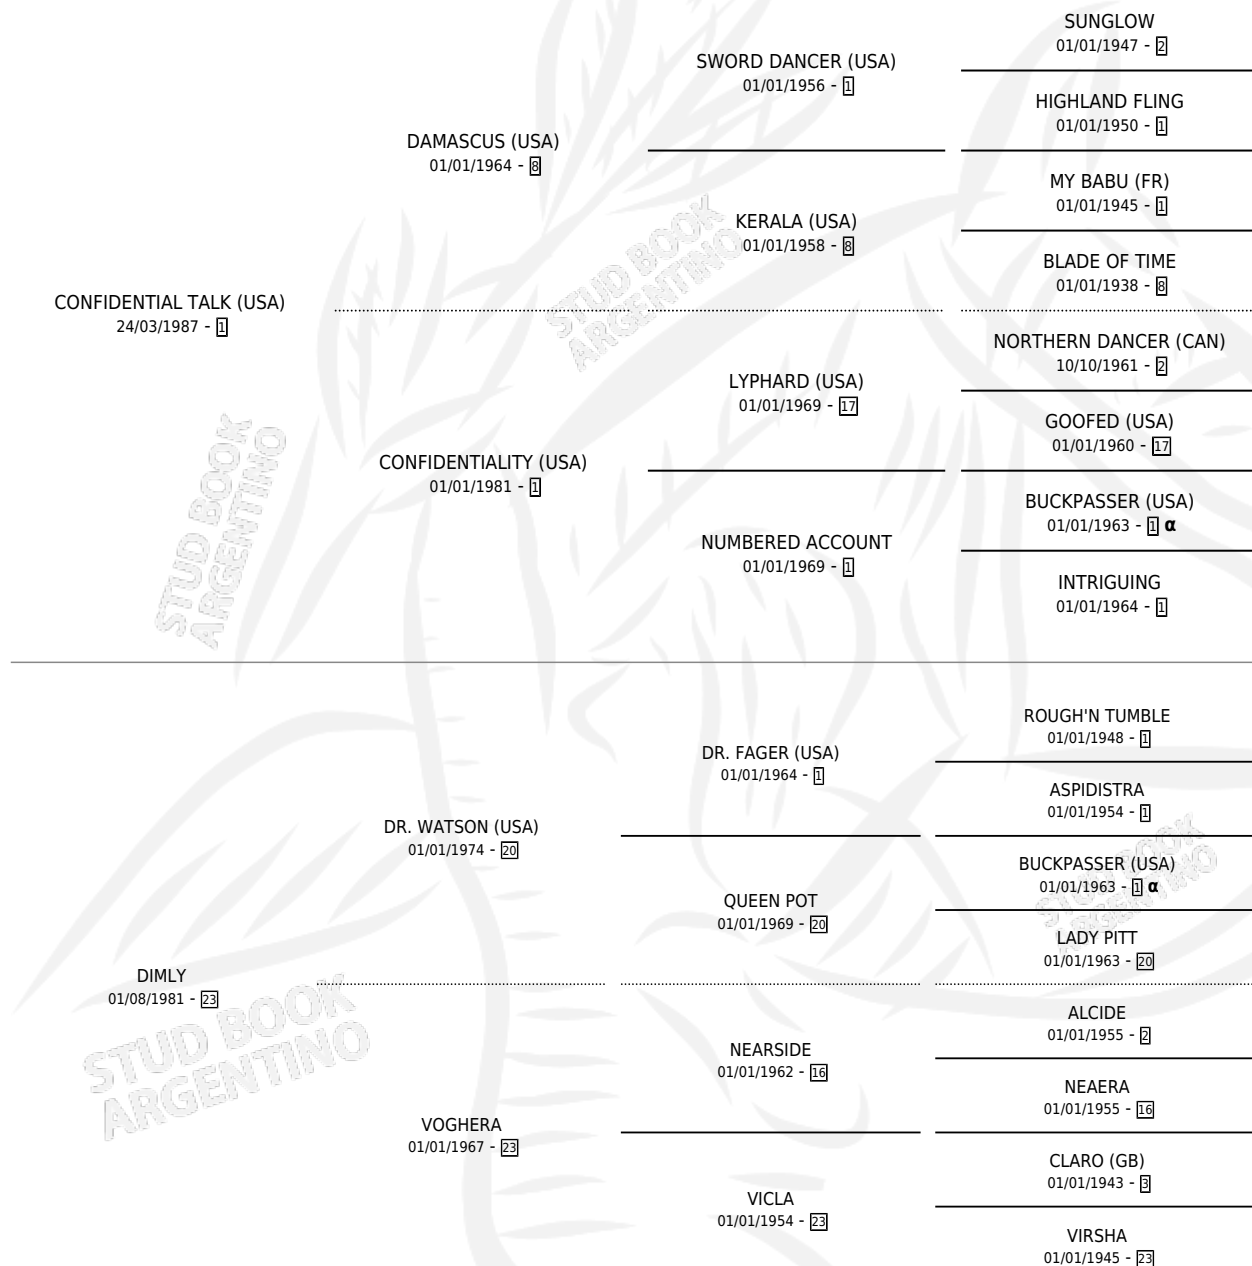 SUNGLOW
01/01/1947 - 2
SWORD DANCER (USA)
01/01/1956 - 1
HIGHLAND FLING
01/01/1950 - 1
DAMASCUS (USA)
01/01/1964 - 8
MY BABU (FR)
01/01/1945 - 1
KERALA (USA)
01/01/1958 - 8
BLADE OF TIME
01/01/1938 - 8
CONFIDENTIAL TALK (USA)
24/03/1987 - 1
NORTHERN DANCER (CAN)
10/10/1961 - 2
LYPHARD (USA)
01/01/1969 - 17
GOOFED (USA)
01/01/1960 - 17
CONFIDENTIALITY (USA)
01/01/1981 - 1
BUCKPASSER (USA)
01/01/1963 - 1 α
NUMBERED ACCOUNT
01/01/1969 - 1
INTRIGUING
01/01/1964 - 1
ROUGH'N TUMBLE
01/01/1948 - 1
DR. FAGER (USA)
01/01/1964 - 1
ASPIDISTRA
01/01/1954 - 1
DR. WATSON (USA)
01/01/1974 - 20
BUCKPASSER (USA)
01/01/1963 - 1 α
QUEEN POT
01/01/1969 - 20
LADY PITT
01/01/1963 - 20
DIMLY
01/08/1981 - 23
ALCIDE
01/01/1955 - 2
NEARSIDE
01/01/1962 - 16
NEAERA
01/01/1955 - 16
VOGHERA
01/01/1967 - 23
CLARO (GB)
01/01/1943 - 3
VICLA
01/01/1954 - 23
VIRSHA
01/01/1945 - 23
STUD BOOK
ARGENTINO
STUD BOOK
ARGENTINO
STUD BOOK
ARGENTINO
STUD BOOK
ARGENTINO